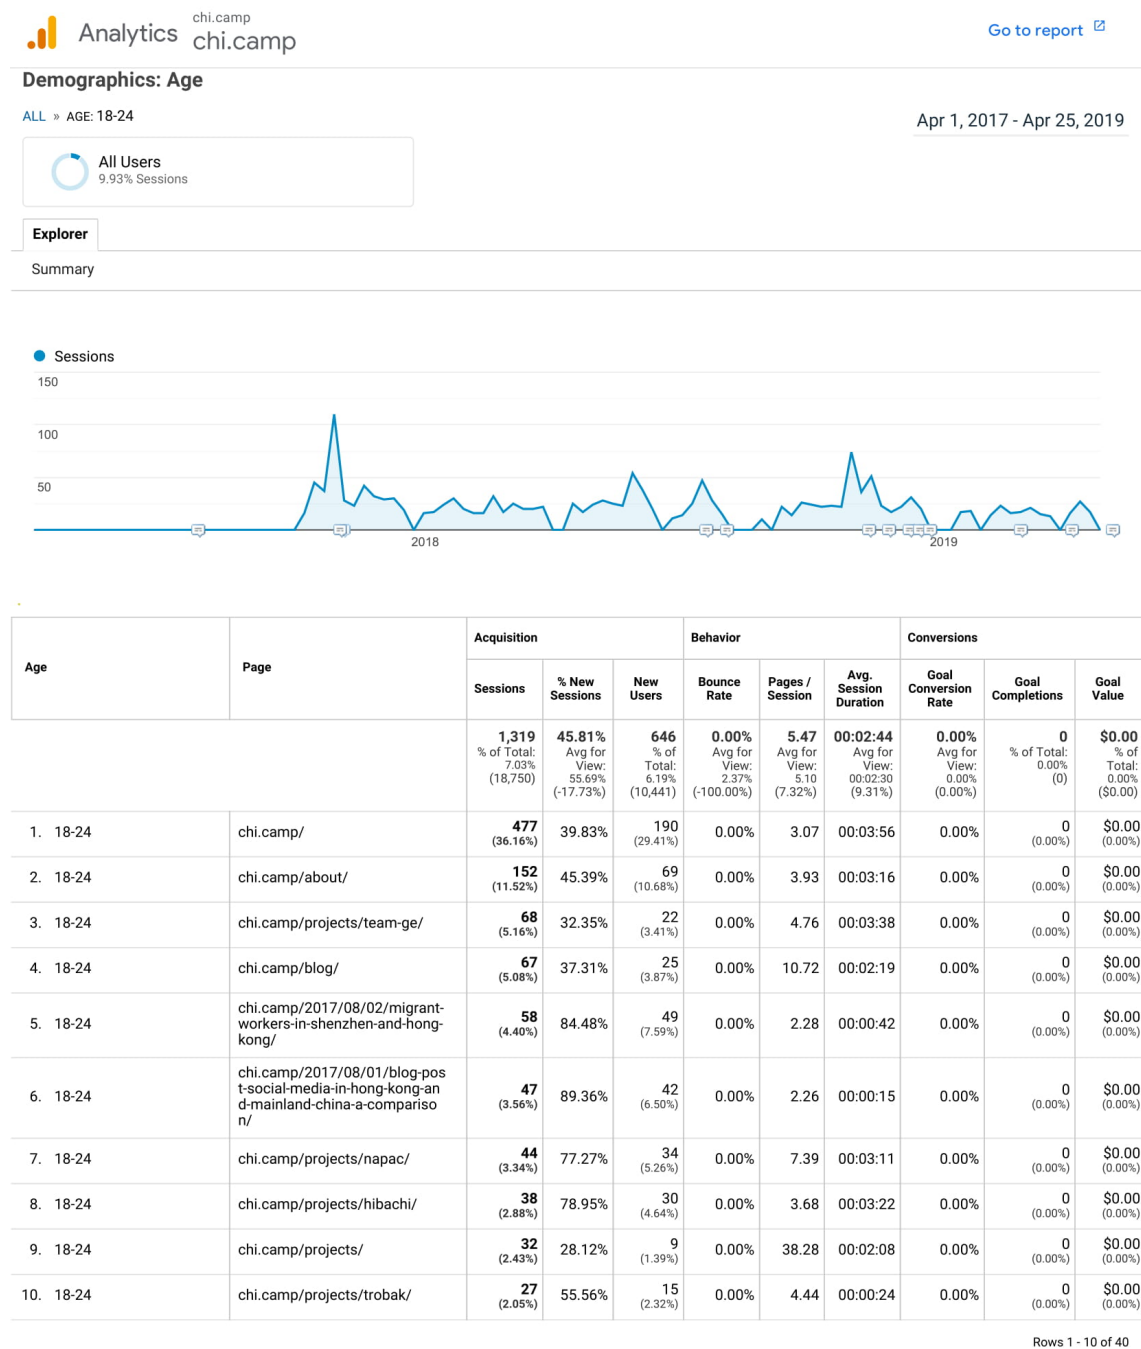 Analytics
chi.camp
chi.camp
Go to report
Demographics: Age
ALL » AGE: 18-24
Apr 1, 2017 - Apr 25, 2019
All Users
9.93% Sessions
Explorer
Summary
Sessions
150
100
50
2018
2019
Age
Page
Acquisition
Behavior
Conversions
Sessions
% New Sessions
New Users
Bounce Rate
Pages / Session
Avg. Session Duration
Goal Conversion Rate
Goal Completions
Goal Value
1,319
% of Total:
7.03%
(18,750)
45.81%
Avg for
View:
55.69%
(-17.73%)
646
% of
Total:
6.19%
(10,441)
0.00%
Avg for
View:
2.37%
(-100.00%)
5.47
Avg for
View:
5.10
(7.32%)
00:02:44
Avg for
View:
00:02:30
(9.31%)
0.00%
Avg for
View:
0.00%
(0.00%)
0
% of Total:
0.00%
(0)
$0.00
% of
Total:
0.00%
($0.00)
1. 18-24 chi.camp/ 477 39.83% 190 0.00% 3.07 00:03:56 0.00% 0 $0.00
(36.16%) (29.41%) (0.00%) (0.00%)
2. 18-24 chi.camp/about/ 152 45.39% 69 0.00% 3.93 00:03:16 0.00% 0 $0.00
(11.52%) (10.68%) (0.00%) (0.00%)
3. 18-24 chi.camp/projects/team-ge/ 68 32.35% 22 0.00% 4.76 00:03:38 0.00% 0 $0.00
(5.16%) (3.41%) (0.00%) (0.00%)
4. 18-24 chi.camp/blog/ 67 37.31% 25 0.00% 10.72 00:02:19 0.00% 0 $0.00
(5.08%) (3.87%) (0.00%) (0.00%)
5. 18-24
chi.camp/2017/08/02/migrant-
workers-in-shenzhen-and-hong-
kong/
58 84.48% 49 0.00% 2.28 00:00:42 0.00% 0 $0.00
(4.40%) (7.59%) (0.00%) (0.00%)
6. 18-24
chi.camp/2017/08/01/blog-pos
t-social-media-in-hong-kong-an
d-mainland-china-a-compariso
n/
47 89.36% 42 0.00% 2.26 00:00:15 0.00% 0 $0.00
(3.56%) (6.50%) (0.00%) (0.00%)
7. 18-24 chi.camp/projects/napac/ 44 77.27% 34 0.00% 7.39 00:03:11 0.00% 0 $0.00
(3.34%) (5.26%) (0.00%) (0.00%)
8. 18-24 chi.camp/projects/hibachi/ 38 78.95% 30 0.00% 3.68 00:03:22 0.00% 0 $0.00
(2.88%) (4.64%) (0.00%) (0.00%)
9. 18-24 chi.camp/projects/ 32 28.12% 9 0.00% 38.28 00:02:08 0.00% 0 $0.00
(2.43%) (1.39%) (0.00%) (0.00%)
10. 18-24 chi.camp/projects/trobak/ 27 55.56% 15 0.00% 4.44 00:00:24 0.00% 0 $0.00
(2.05%) (2.32%) (0.00%) (0.00%)
Rows 1 - 10 of 40